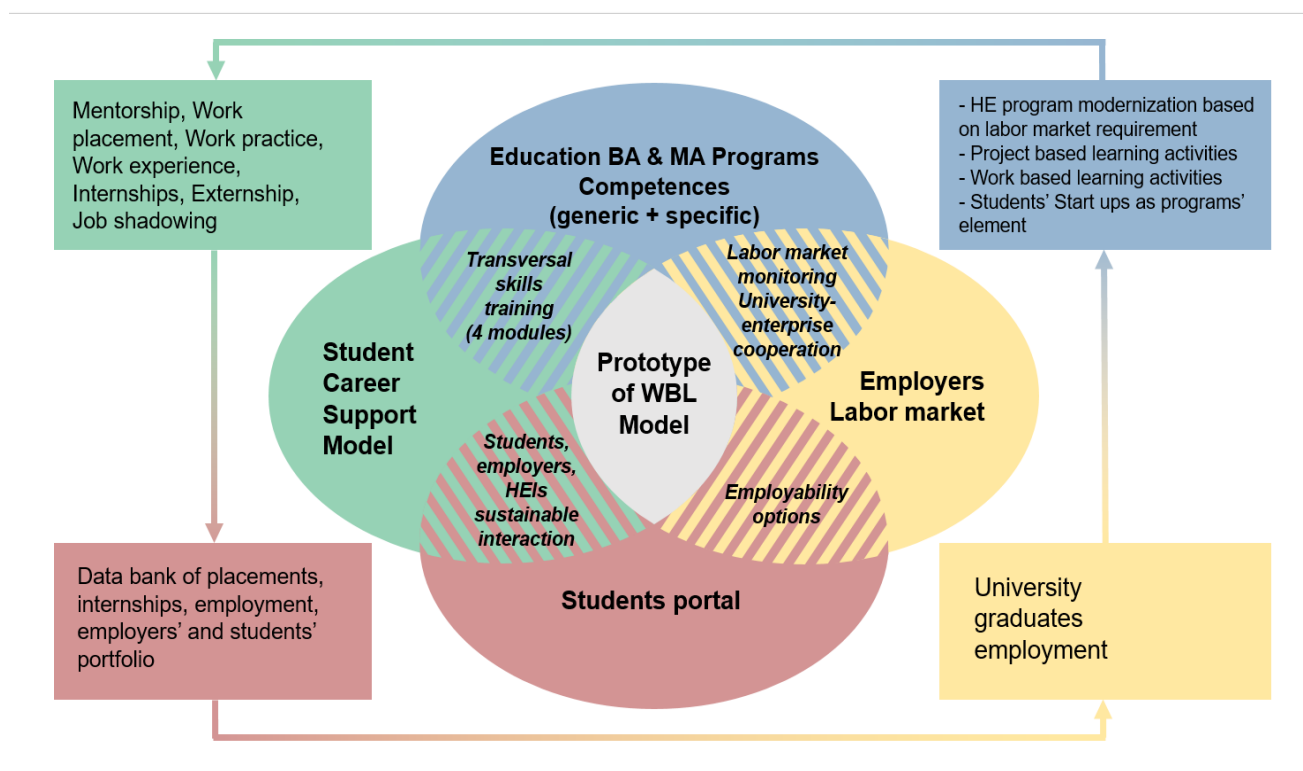 Mentorship, Work
placement, Work practice,
Work experience,
Internships, Externship,
Job shadowing
Education BA & MA Programs
Competences
(generic + specific)
- HE program modernization based
on labor market requirement
- Project based learning activities
- Work based learning activities
- Students’ Start ups as programs’
element
Transversal
skills
training
(4 modules)
Labor market
monitoring
University-
enterprise
cooperation
Student
Career
Support
Model
Prototype
of WBL
Model
Employers
Labor market
Students,
employers,
HEIs
sustainable
interaction
Employability
options
Students portal
Data bank of placements,
internships, employment,
employers’ and students’
portfolio
University
graduates
employment